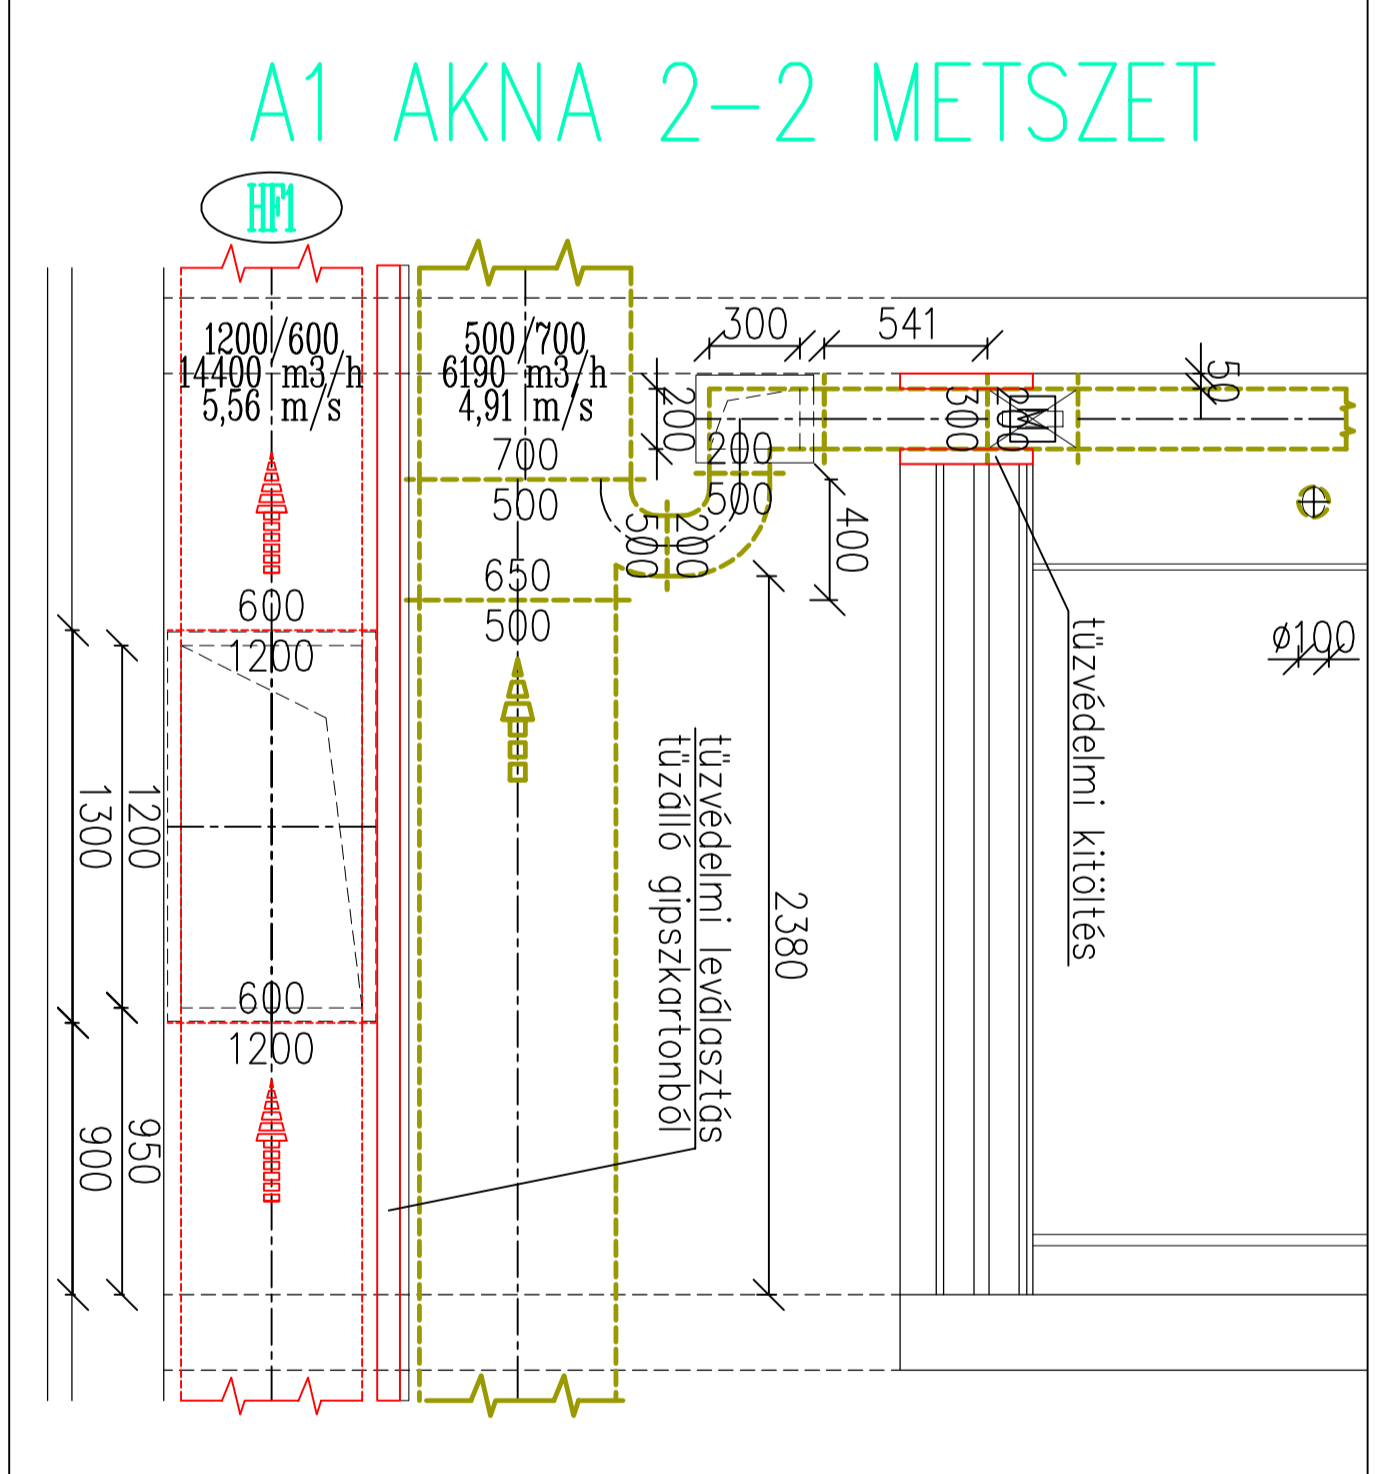 A1 AKNA 2-2 METSZET
HF1
1200/600
14400 m3/h
5,56 m/s
500/700
6190 m3/h
4,91 m/s
300
541
50
200
300
200
700
500
200
500
500
200
400
650
500
600
1200
ø100
tűzvédelmi kitöltés
1200
1300
2380
tűzvédelmi leválasztás
tűzálló gipszkartonból
600
1200
950
900